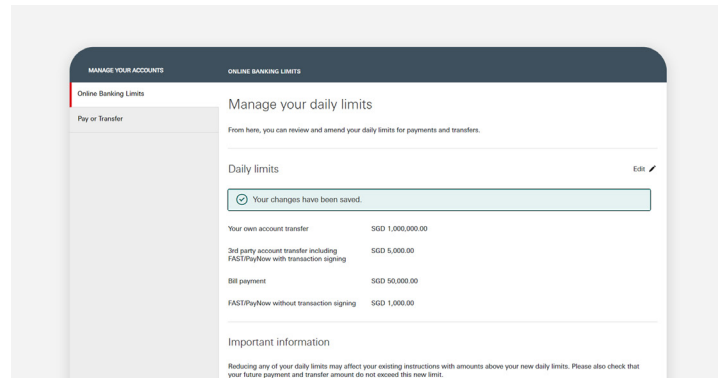 MANAGE YOUR ACCOUNTS
ONLINE BANKING LIMITS
Online Banking Limits
Pay or Transfer
Manage your daily limits
From here, you can review and amend your daily limits for payments and transfers.
Daily limits
Edit
Your changes have been saved.
Your own account transfer SGD 1,000,000.00
3rd party account transfer including SGD 5,000.00
FAST/PayNow with transaction signing
Bill payment SGD 50,000.00
FAST/PayNow without transaction signing SGD 1,000.00
Important information
Reducing any of your daily limits may affect your existing instructions with amounts above your new daily limits. Please also check that
your future payment and transfer amount do not exceed this new limit.